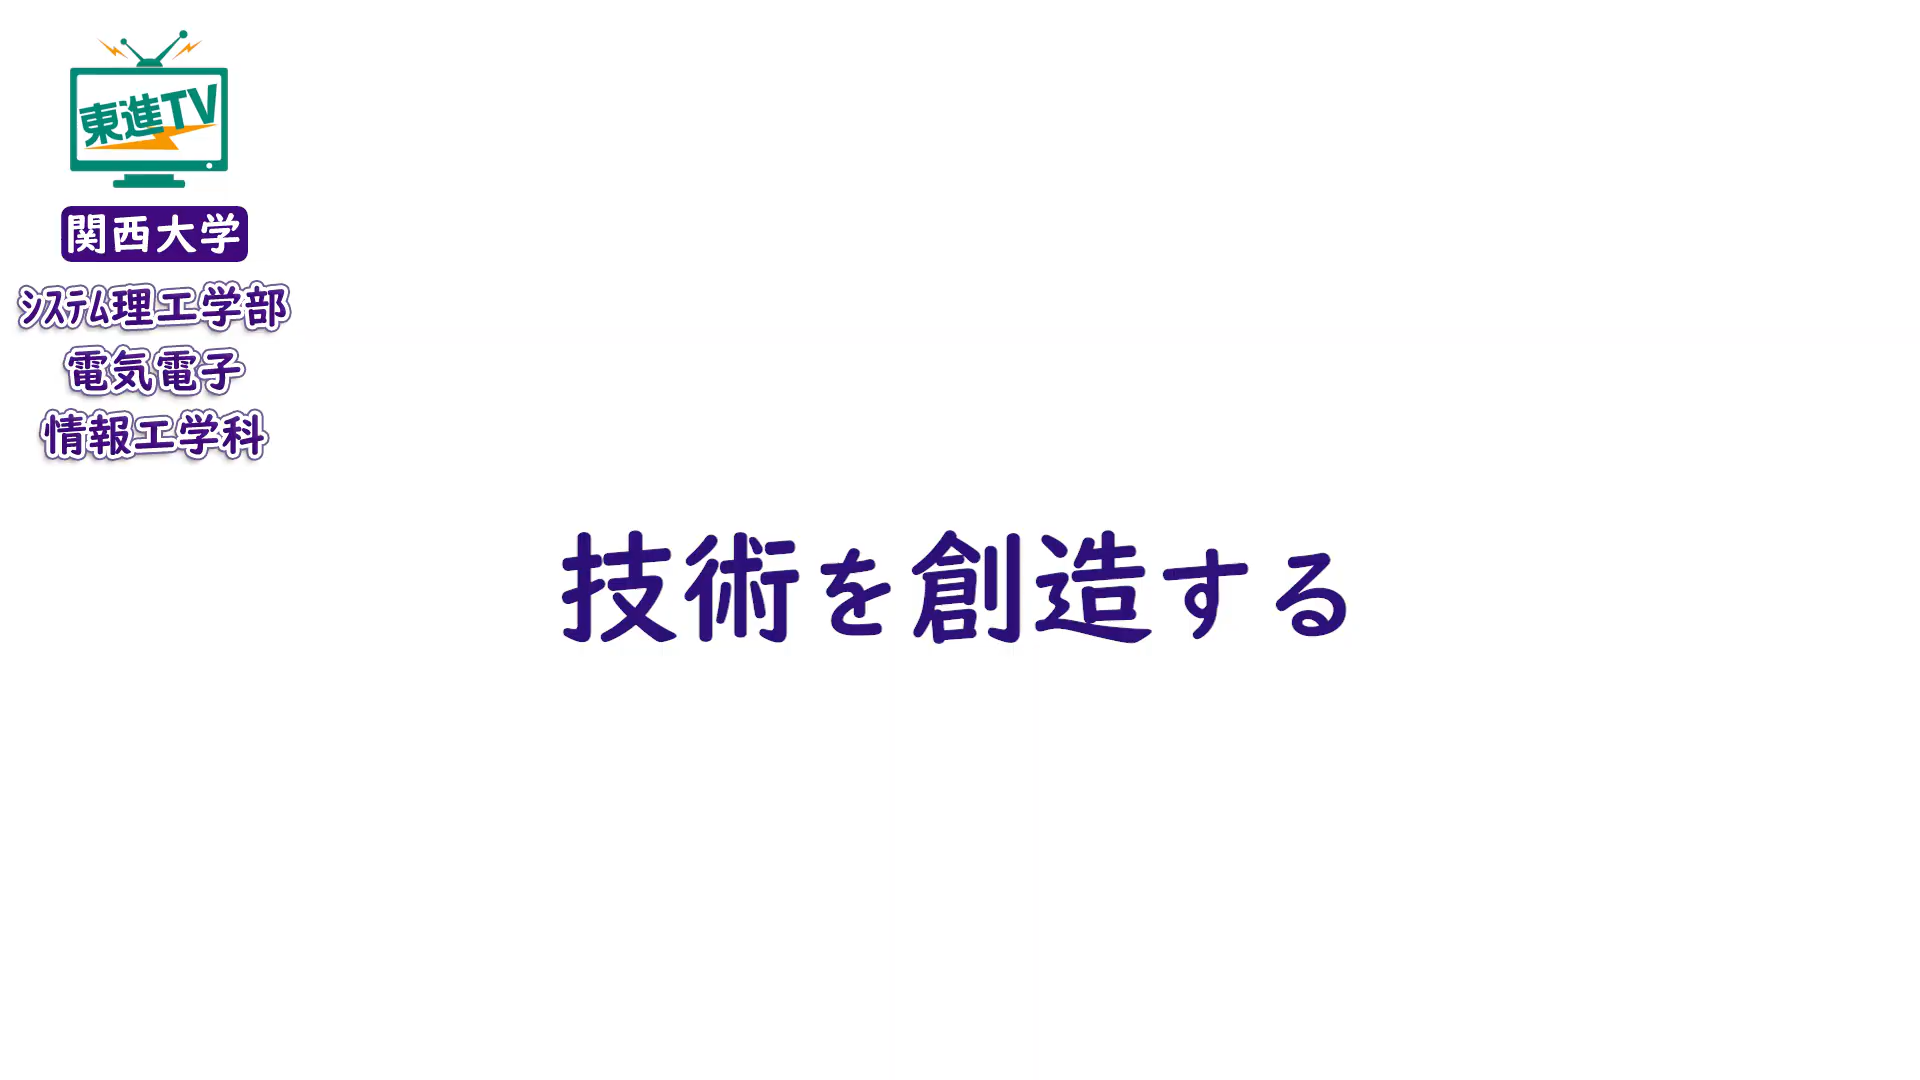 東進TV
関西大学
ｼｽﾃﾑ理工学部
電気電子
情報工学科
技術を創造する